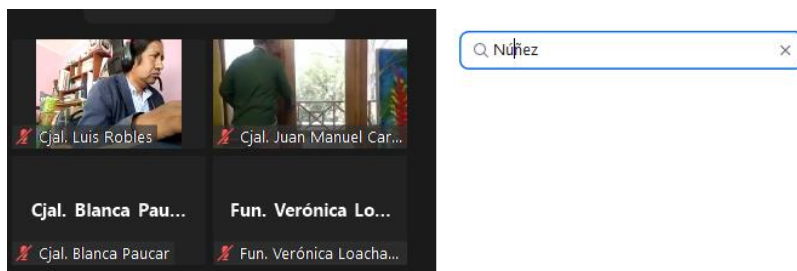 Cjal. Luis Robles
Cjal. Juan Manuel Car...
Cjal. Blanca Pau...
Fun. Verónica Lo...
Cjal. Blanca Paucar
Fun. Verónica Loacha...
Núñez